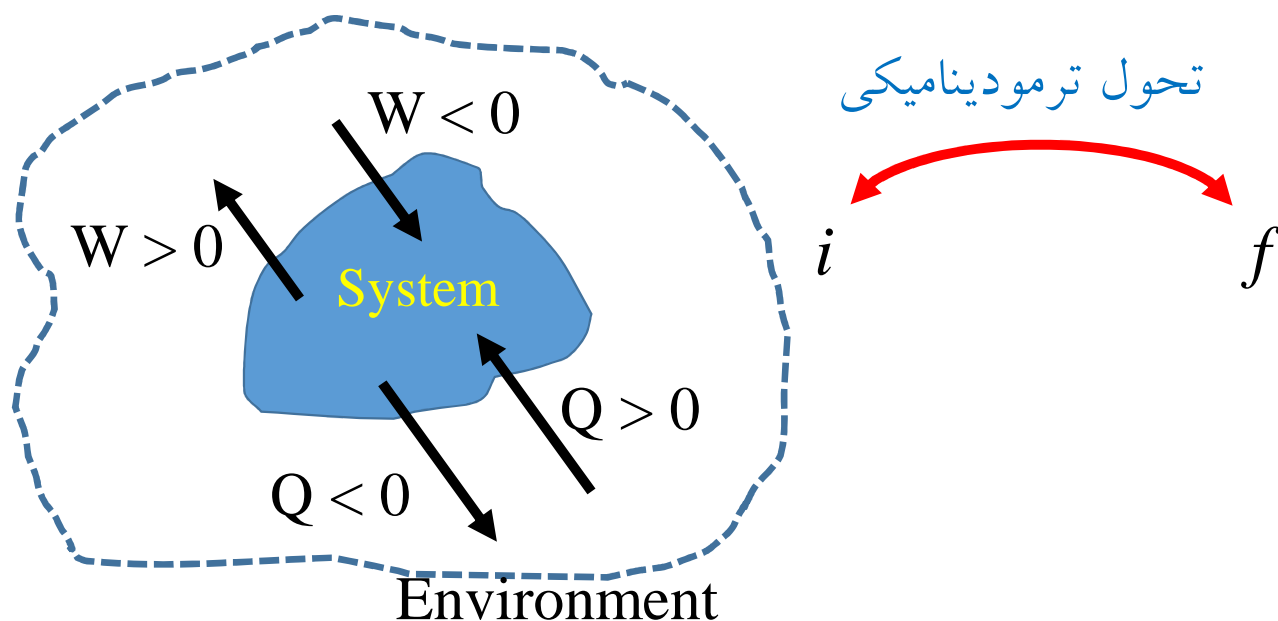 W < 0
W > 0
System
Q > 0
Q < 0
Environment
تحول ترمودینامیکی
i
f